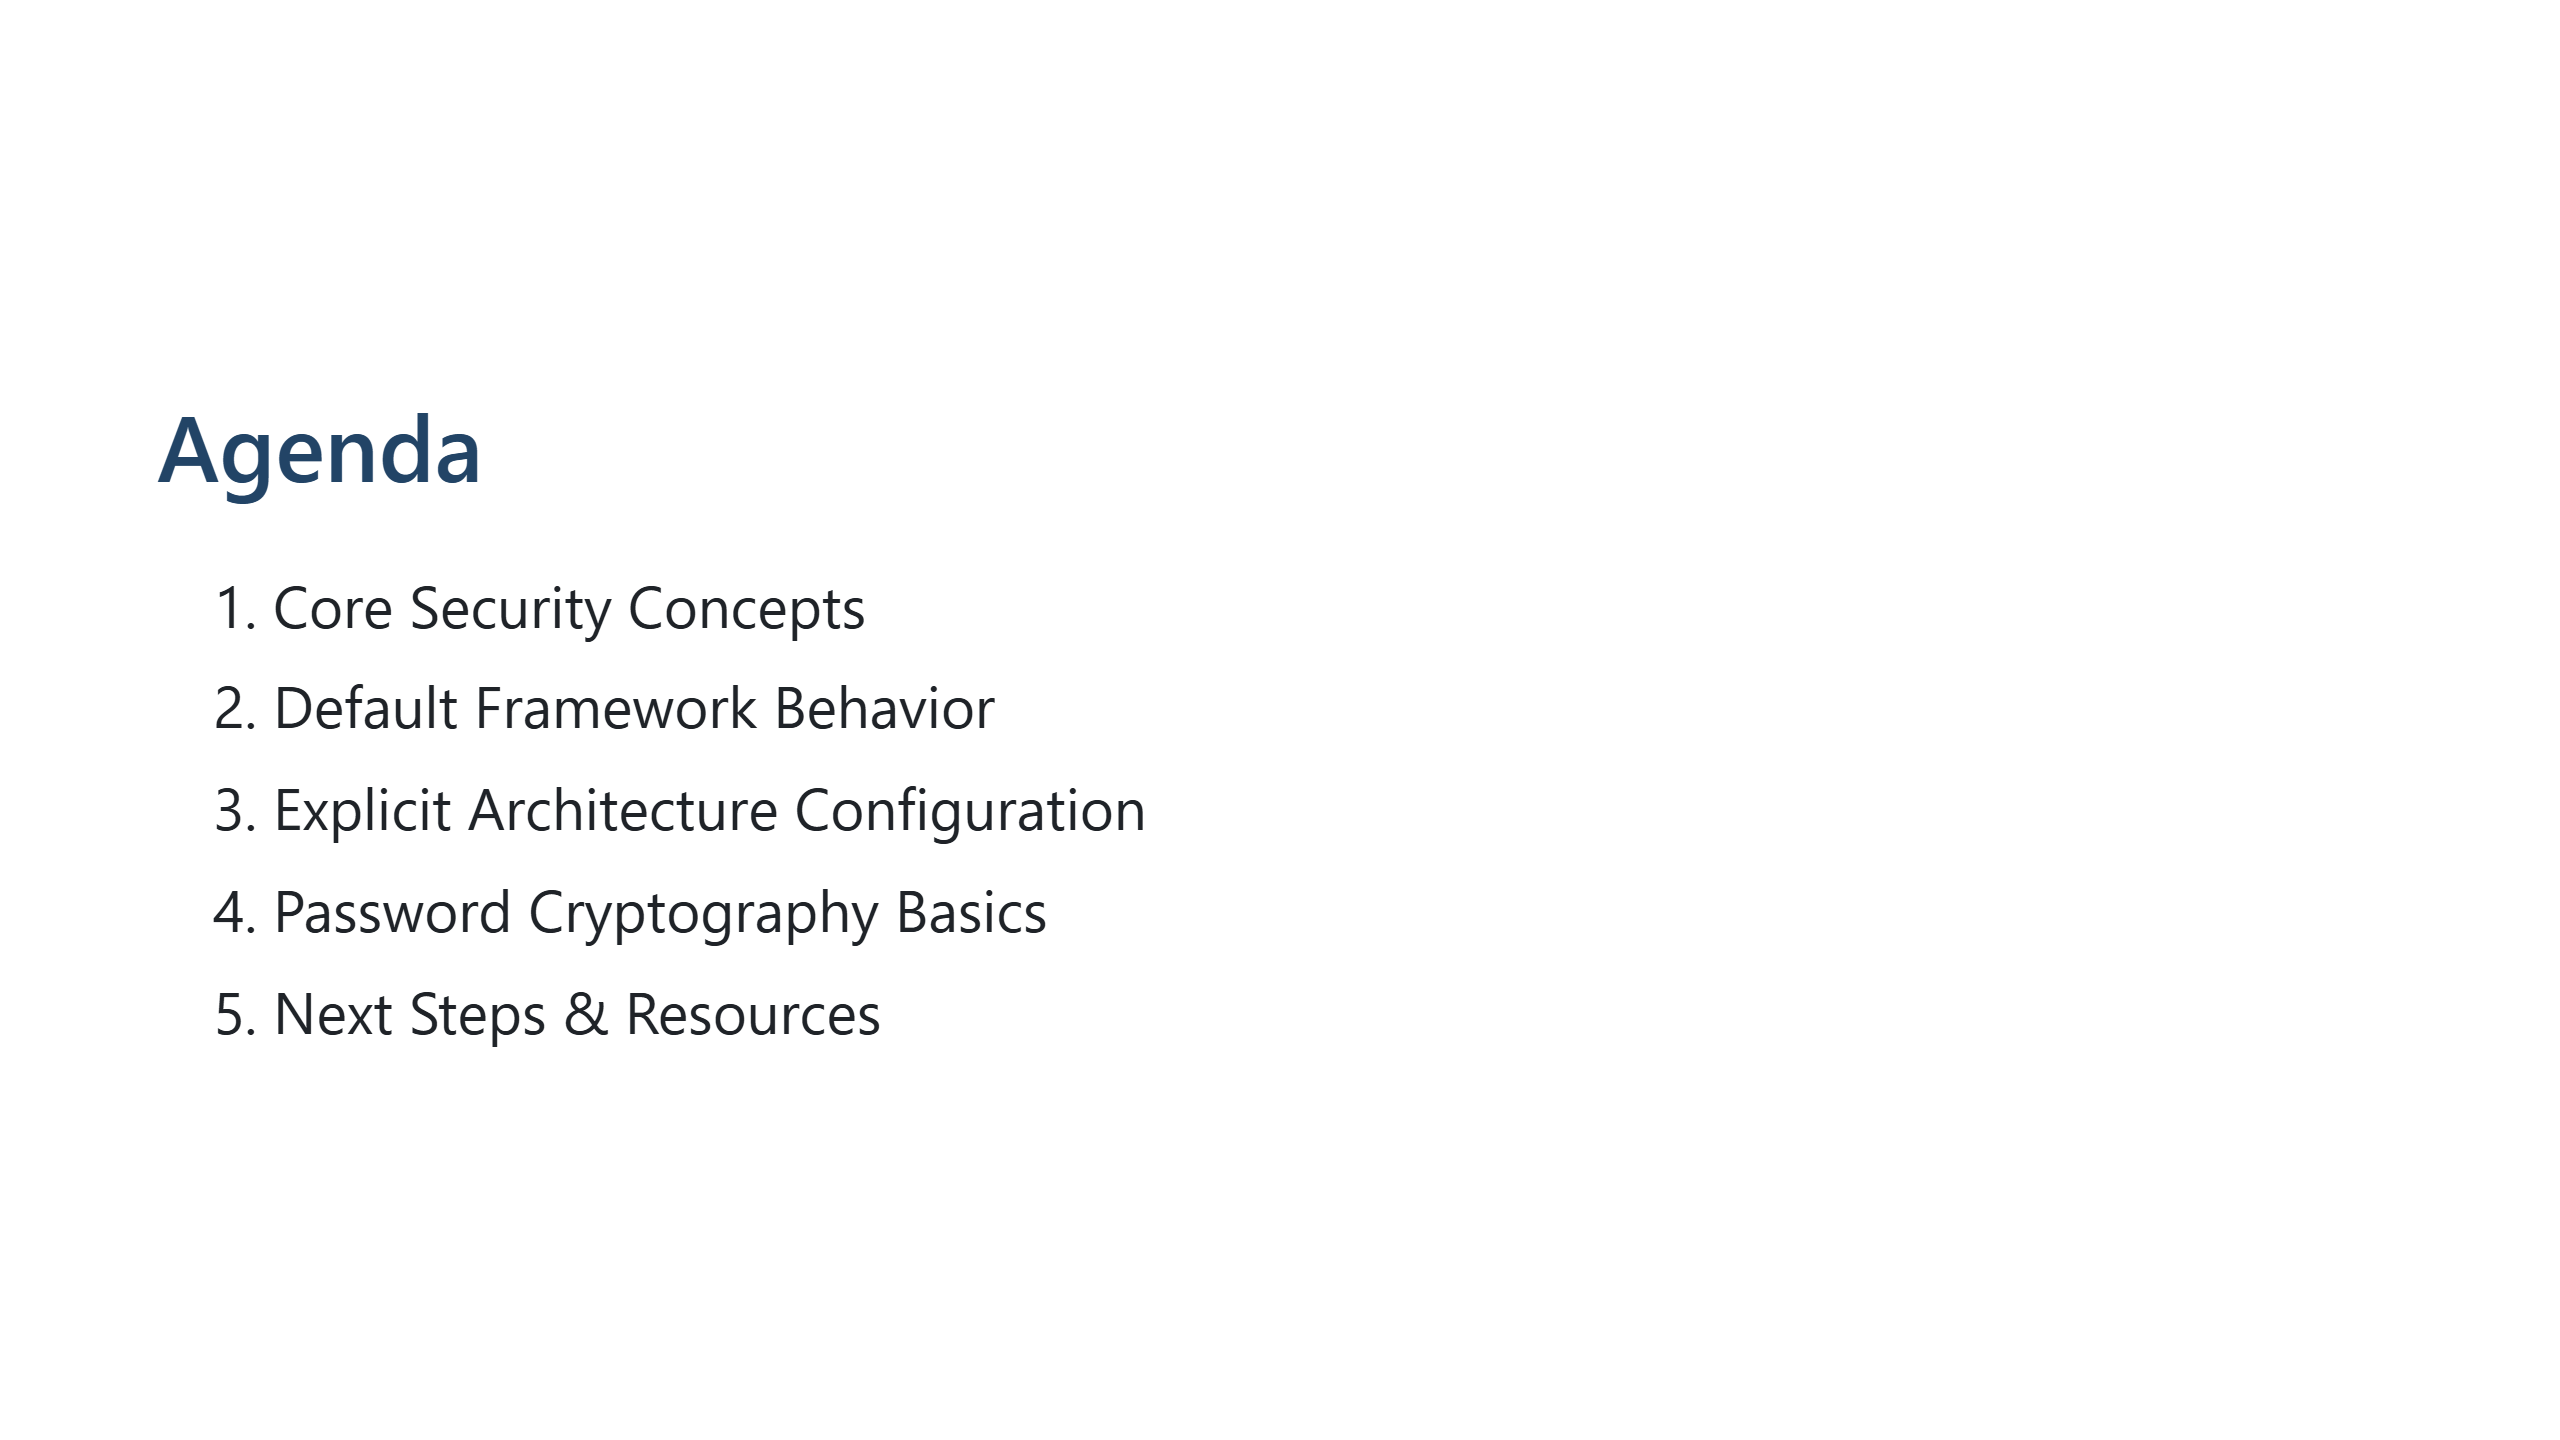 Agenda
1. Core Security Concepts
2. Default Framework Behavior
3. Explicit Architecture Configuration
4. Password Cryptography Basics
5. Next Steps & Resources